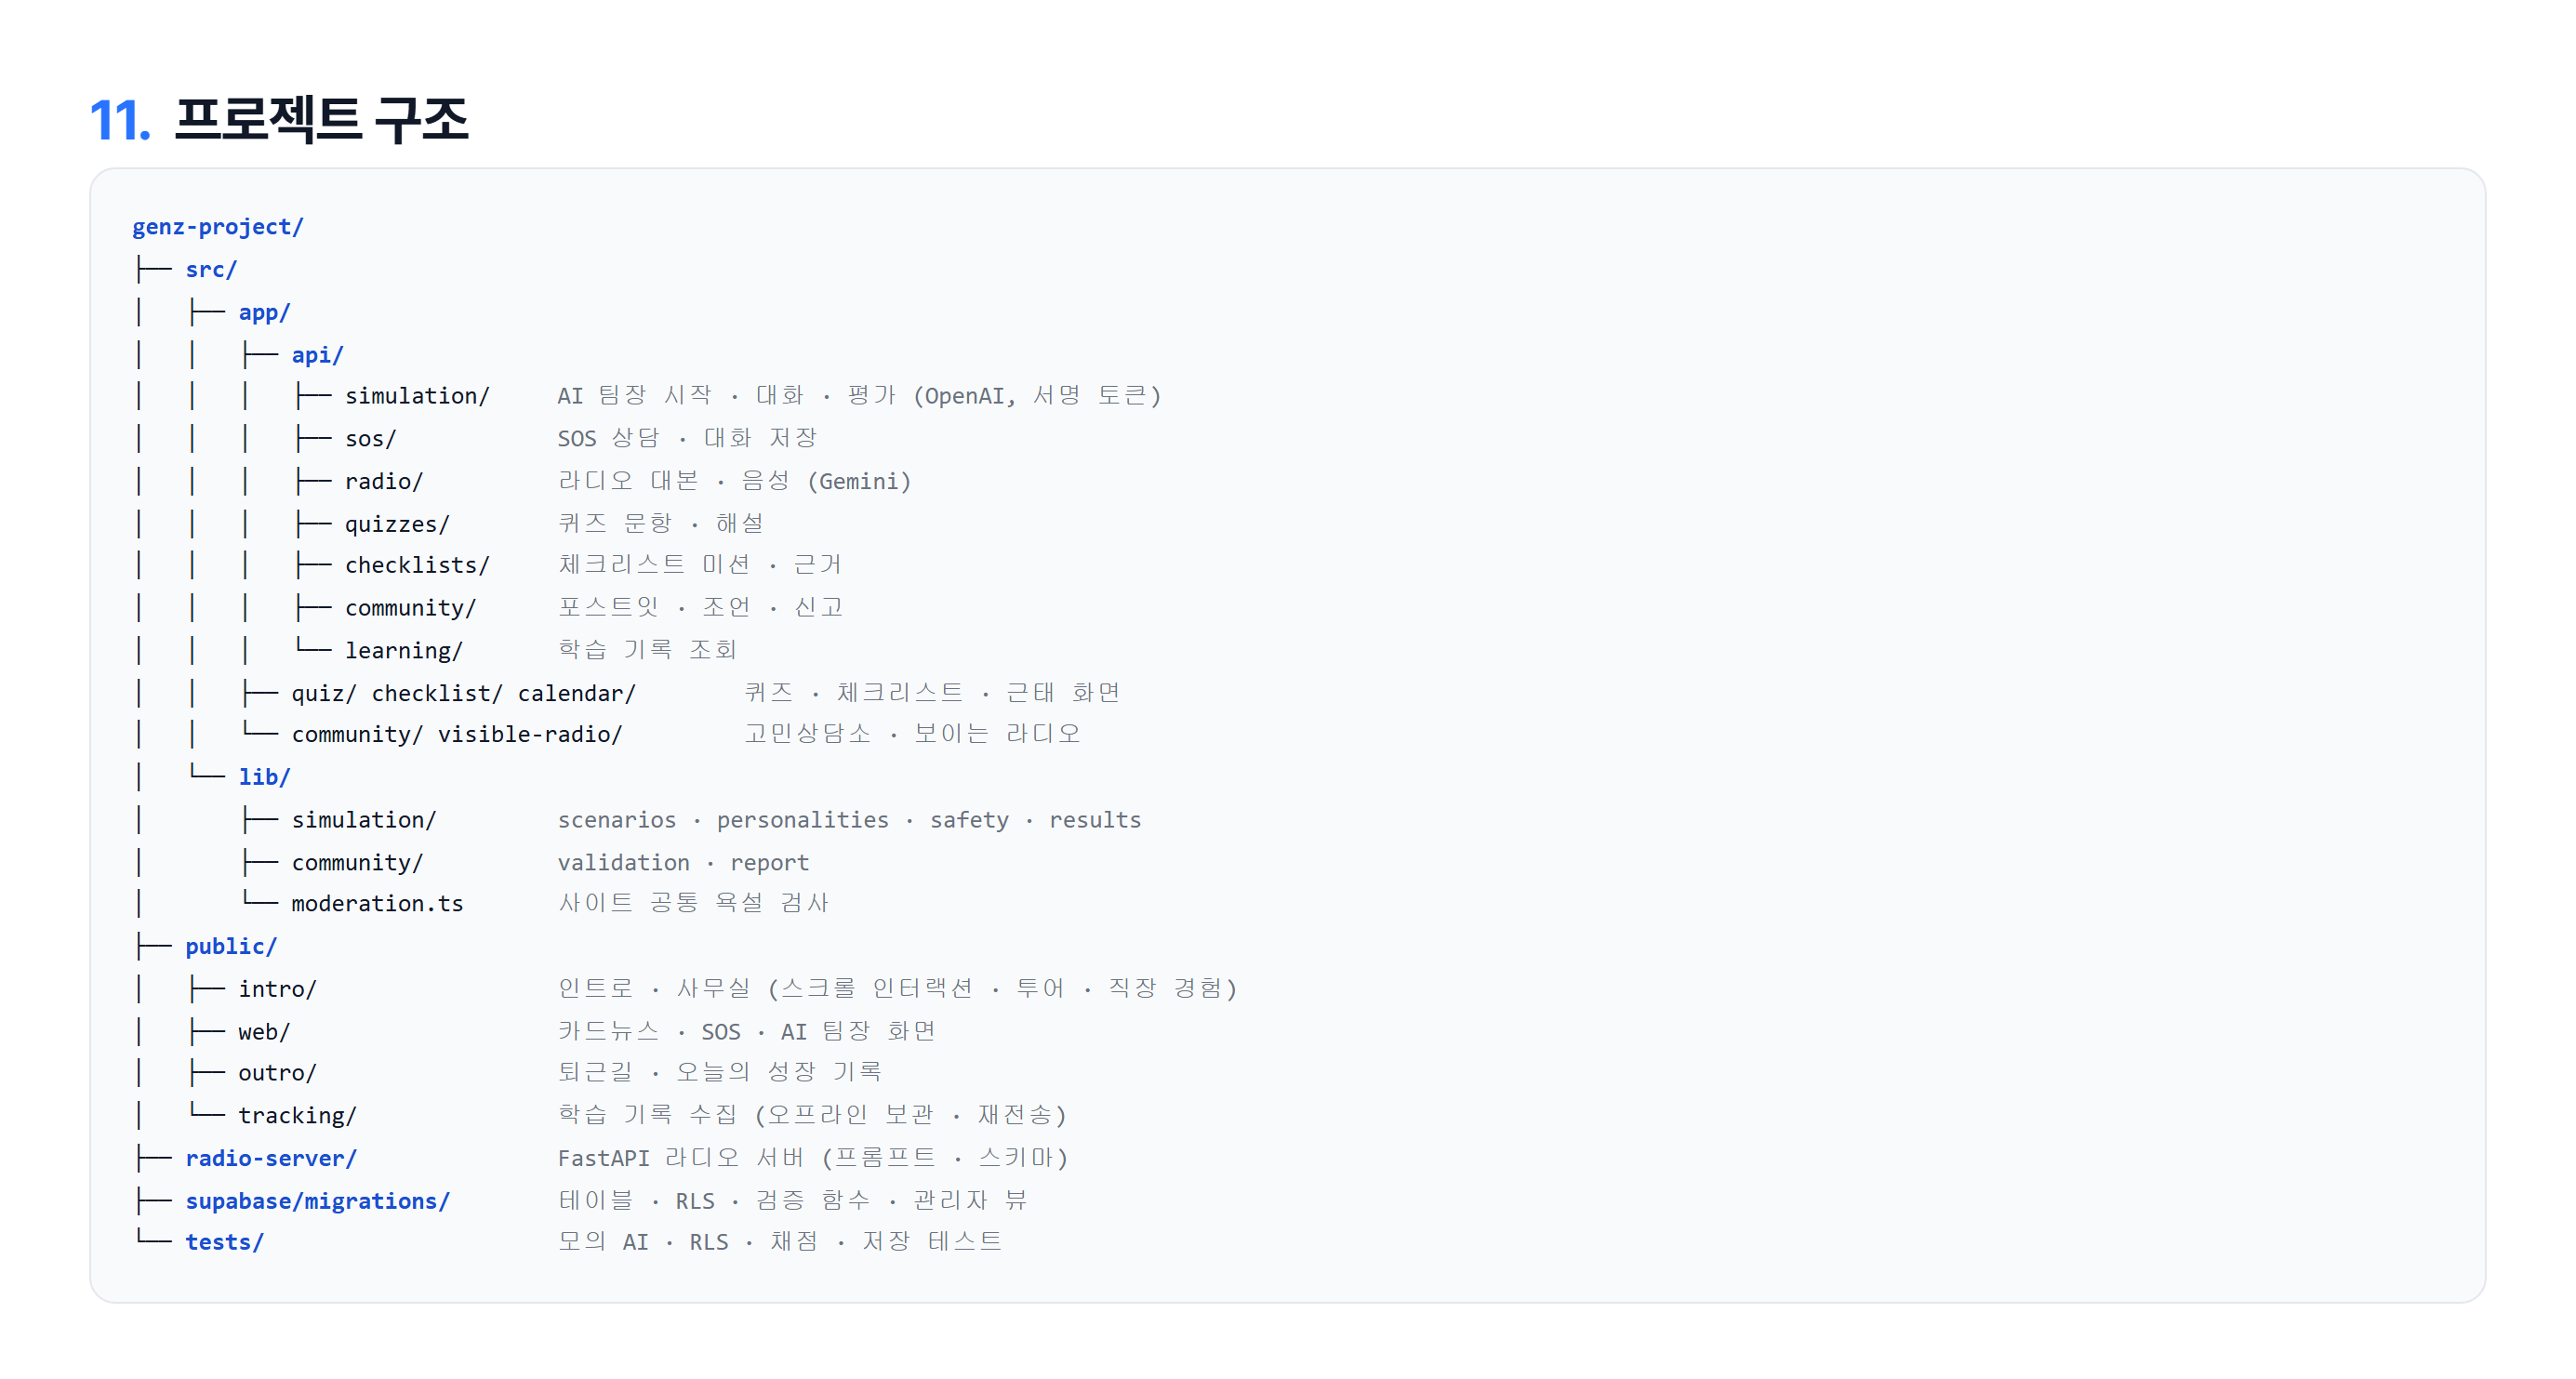 11. 프로젝트 구조
genz-project/
├── src/
│   ├── app/
│   │   ├── api/
│   │   │   ├── simulation/     AI 팀장 시작 · 대화 · 평가 (OpenAI, 서명 토큰)
│   │   │   ├── sos/            SOS 상담 · 대화 저장
│   │   │   ├── radio/          라디오 대본 · 음성 (Gemini)
│   │   │   ├── quizzes/        퀴즈 문항 · 해설
│   │   │   ├── checklists/     체크리스트 미션 · 근거
│   │   │   ├── community/      포스트잇 · 조언 · 신고
│   │   │   └── learning/       학습 기록 조회
│   │   ├── quiz/ checklist/ calendar/        퀴즈 · 체크리스트 · 근태 화면
│   │   └── community/ visible-radio/         고민상담소 · 보이는 라디오
│   └── lib/
│       ├── simulation/         scenarios · personalities · safety · results
│       ├── community/          validation · report
│       └── moderation.ts       사이트 공통 욕설 검사
├── public/
│   ├── intro/                  인트로 · 사무실 (스크롤 인터랙션 · 투어 · 직장 경험)
│   ├── web/                    카드뉴스 · SOS · AI 팀장 화면
│   ├── outro/                  퇴근길 · 오늘의 성장 기록
│   └── tracking/               학습 기록 수집 (오프라인 보관 · 재전송)
├── radio-server/               FastAPI 라디오 서버 (프롬프트 · 스키마)
├── supabase/migrations/        테이블 · RLS · 검증 함수 · 관리자 뷰
└── tests/                      모의 AI · RLS · 채점 · 저장 테스트